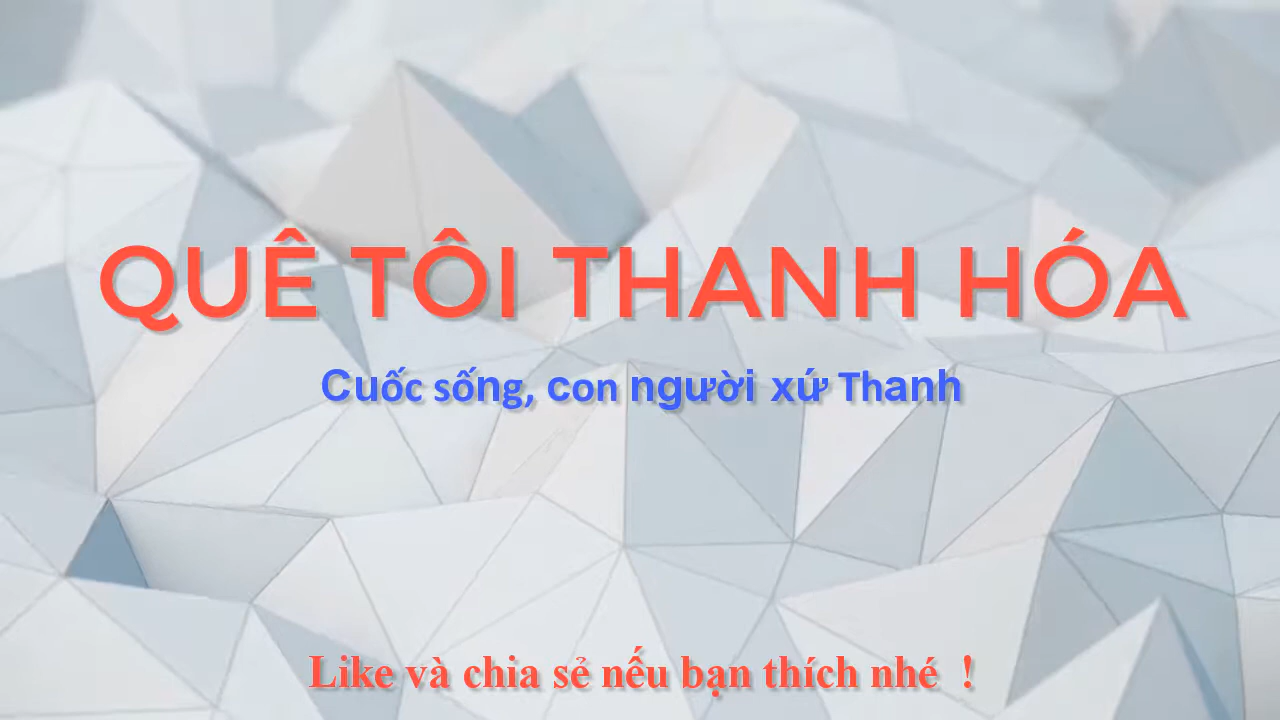 QUÊ TÔI THANH HÓA
Cuốc sống, con người xứ Thanh
Like và chia sẻ nếu bạn thích nhé !